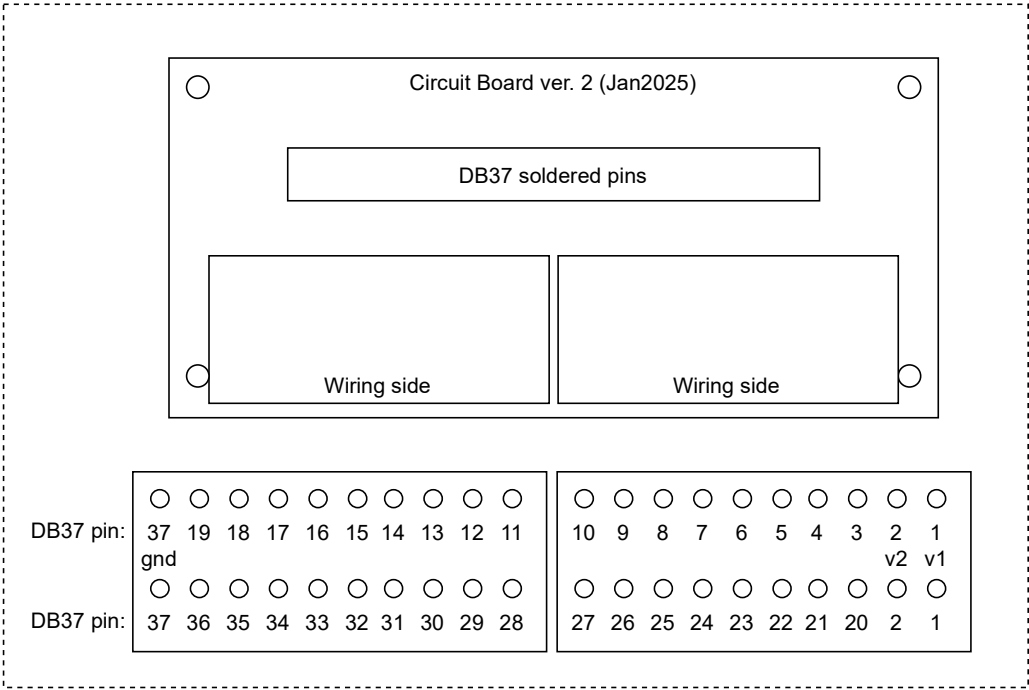 Circuit Board ver. 2 (Jan2025)
DB37 soldered pins
Wiring side Wiring side
DB37 pin: 37 19 18 17 16 15 14 13 12 11 10 9 8 7 6 5 4 3 2 1
gnd v2 v1
DB37 pin: 37 36 35 34 33 32 31 30 29 28 27 26 25 24 23 22 21 20 2 1